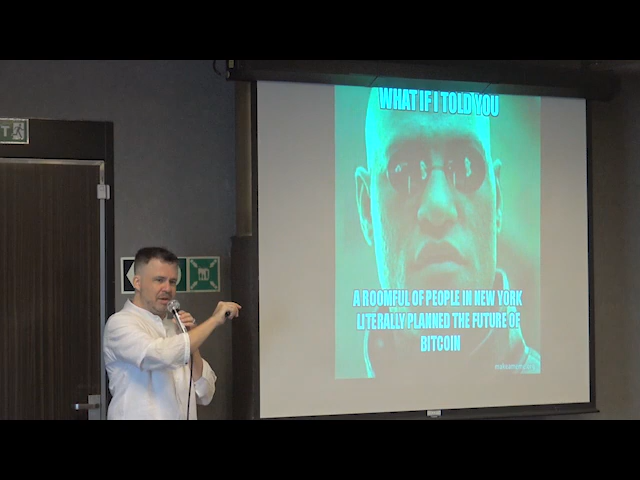 WHAT IF I TOLD YOU
A ROOMFUL OF PEOPLE IN NEW YORK
LITERALLY PLANNED THE FUTURE OF
BITCOIN